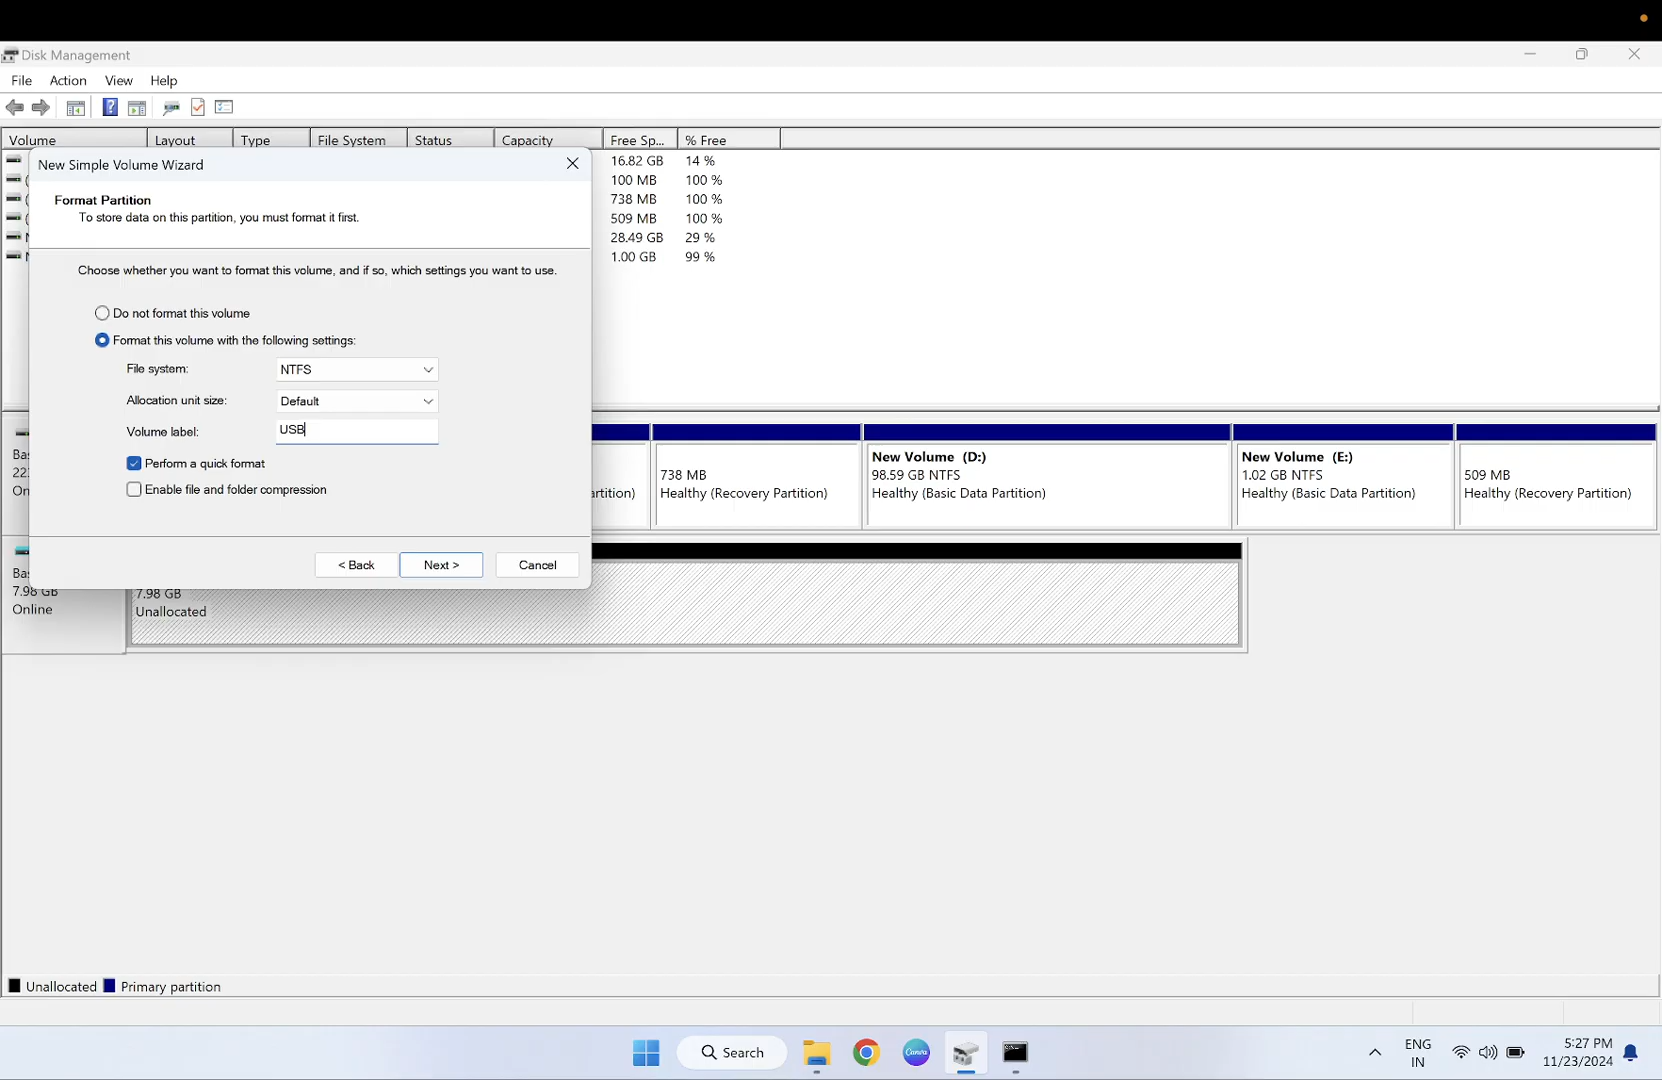 Disk Management
File Action View Help
Volume Layout Type File System Status Capacity Free Sp... % Free
16.82 GB 14 %
100 MB 100 %
738 MB 100 %
509 MB 100 %
28.49 GB 29 %
1.00 GB 99 %
New Simple Volume Wizard
Format Partition
To store data on this partition, you must format it first.
Choose whether you want to format this volume, and if so, which settings you want to use.
Do not format this volume
Format this volume with the following settings:
File system: NTFS
Allocation unit size: Default
Volume label: USB
Perform a quick format
Enable file and folder compression
< Back Next > Cancel
Bas
22
On
artition)
738 MB
Healthy (Recovery Partition)
New Volume (D:)
98.59 GB NTFS
Healthy (Basic Data Partition)
New Volume (E:)
1.02 GB NTFS
Healthy (Basic Data Partition)
509 MB
Healthy (Recovery Partition)
Bas
7.98 GB
Online
7.98 GB
Unallocated
Unallocated Primary partition
Search
Canva
ENG
IN
5:27 PM
11/23/2024